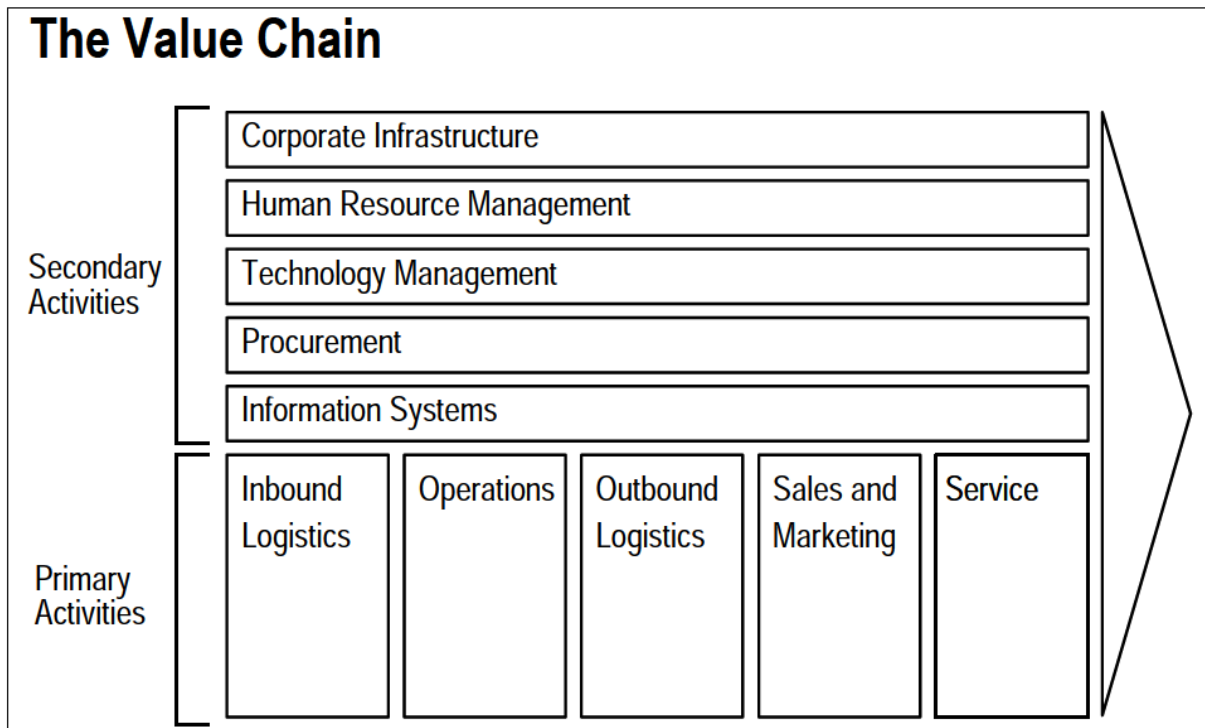 The Value Chain
Secondary
Activities
Corporate Infrastructure
Human Resource Management
Technology Management
Procurement
Information Systems
Primary
Activities
Inbound
Logistics
Operations
Outbound
Logistics
Sales and
Marketing
Service